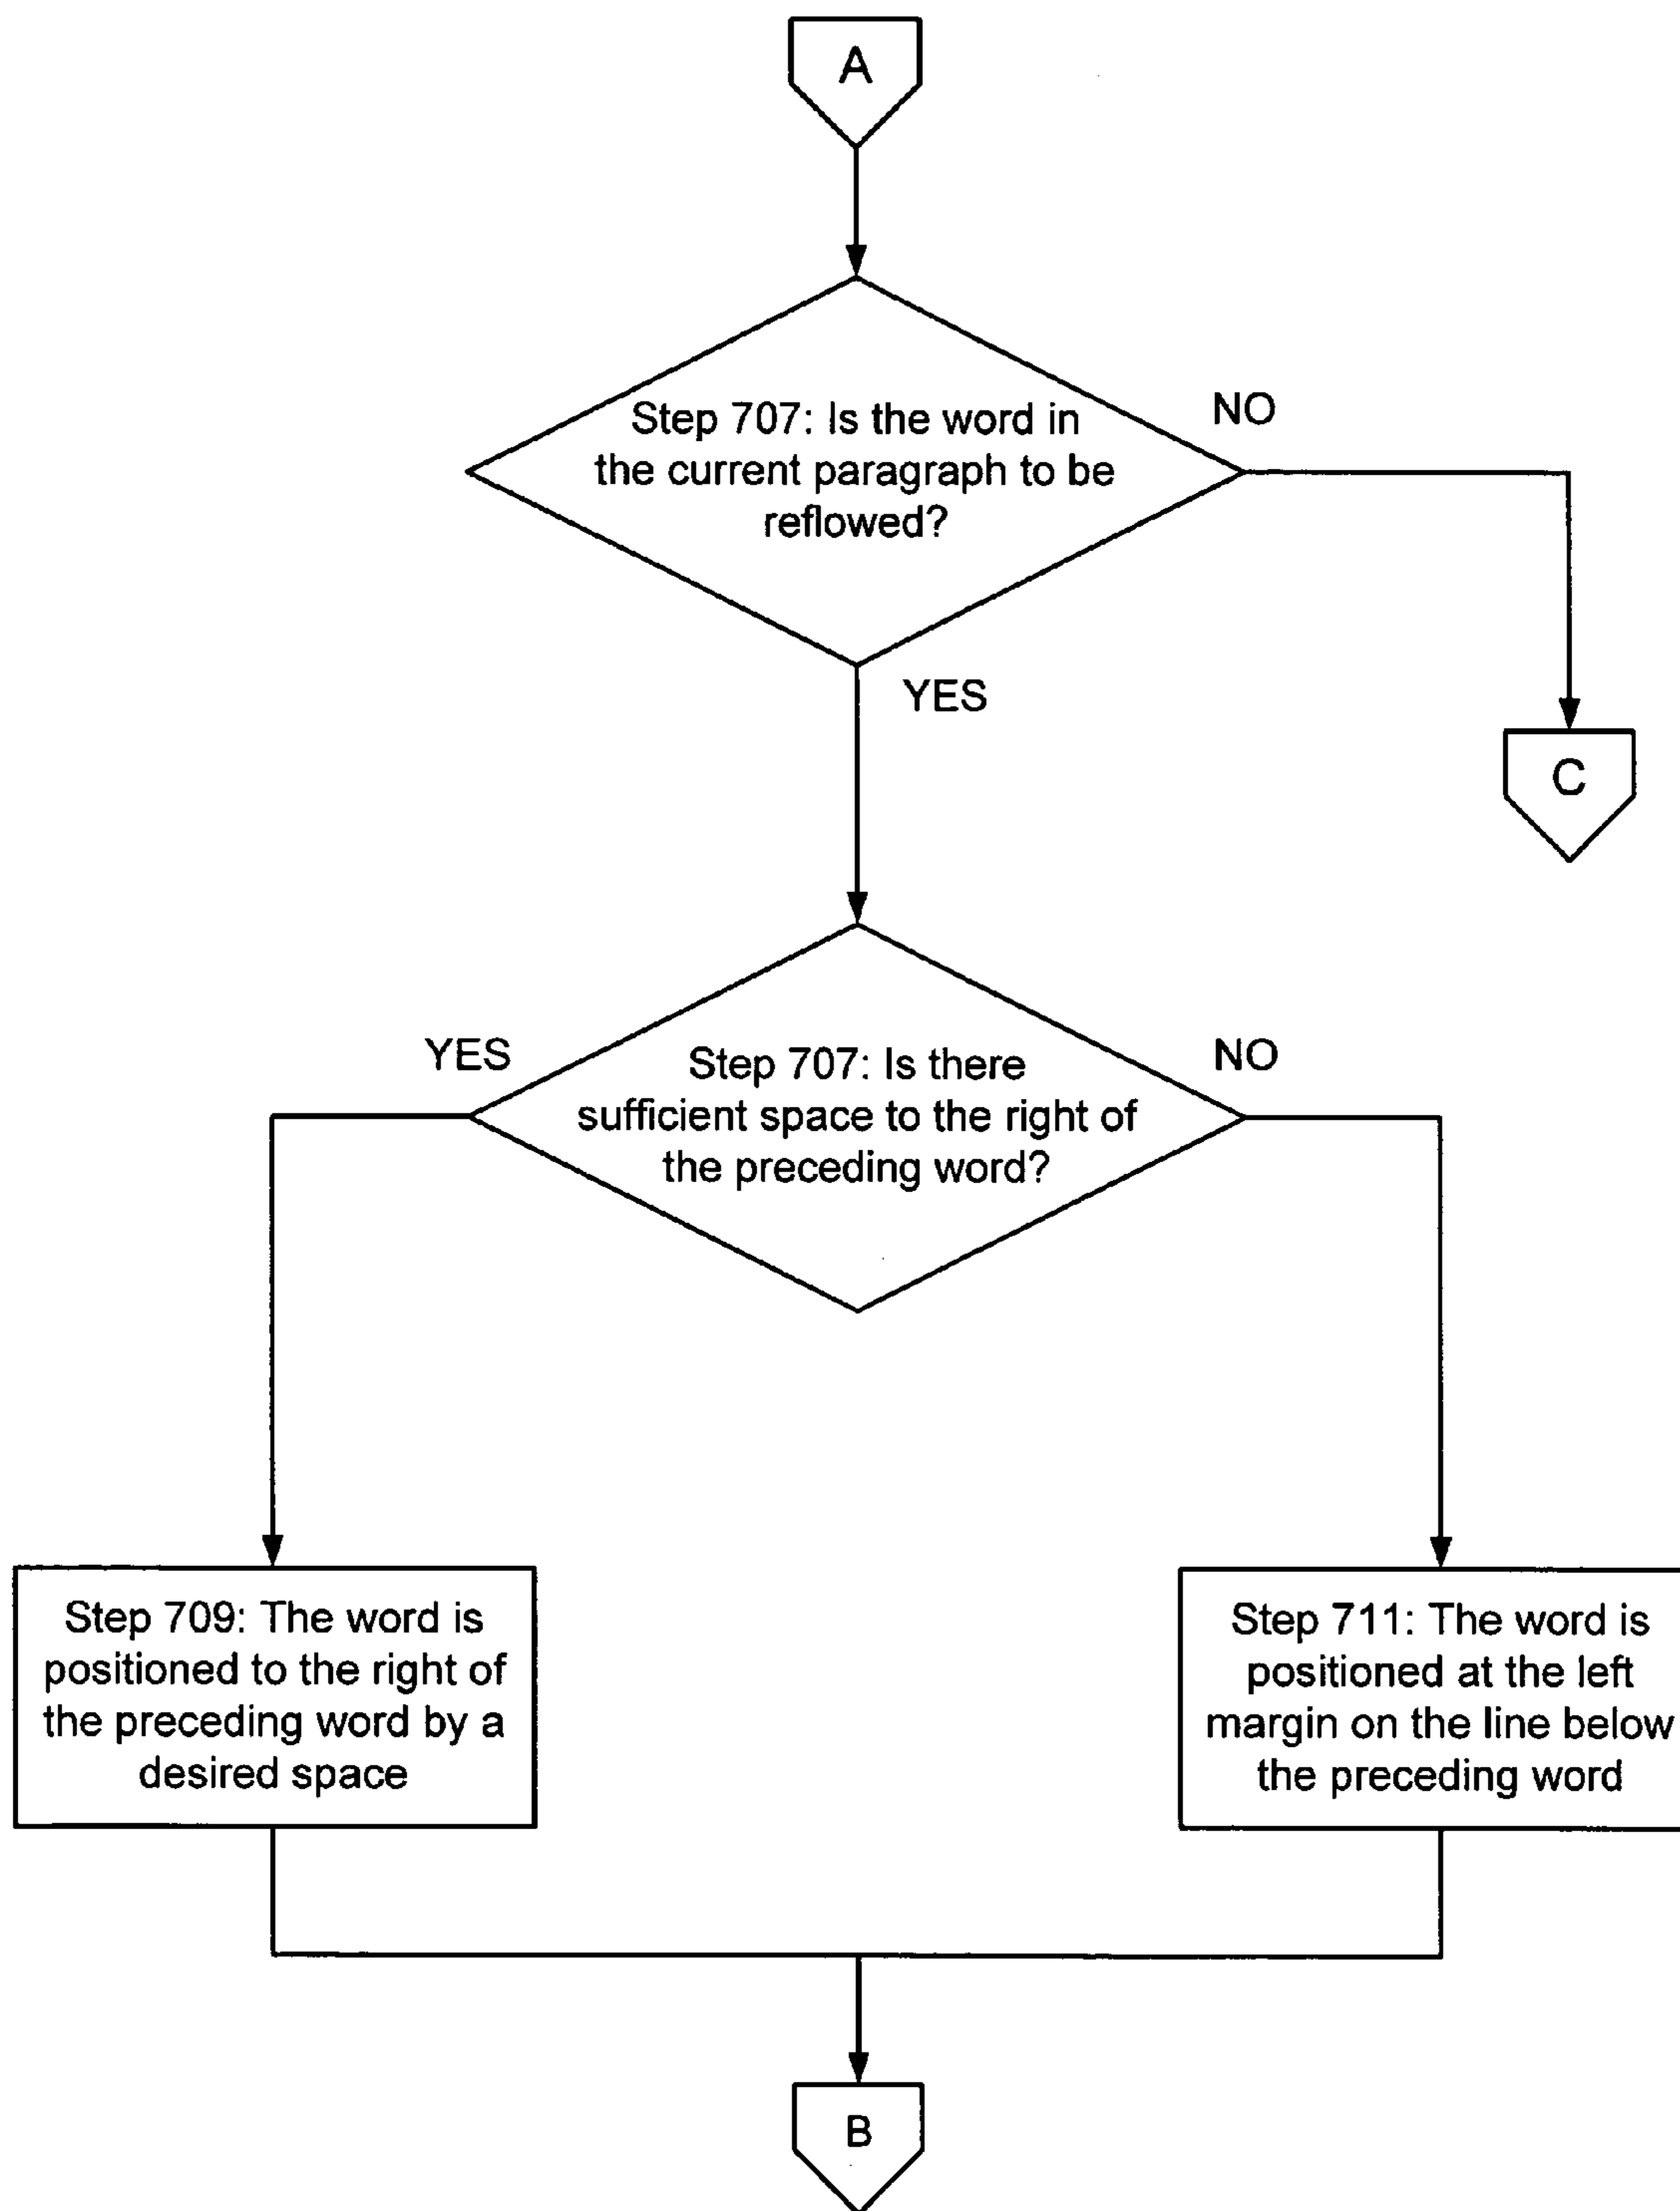 A
Step 707: Is the word in
the current paragraph to be
reflowed?
NO
YES
C
Step 707: Is there
sufficient space to the right of
the preceding word?
YES
NO
Step 709: The word is
positioned to the right of
the preceding word by a
desired space
Step 711: The word is
positioned at the left
margin on the line below
the preceding word
B